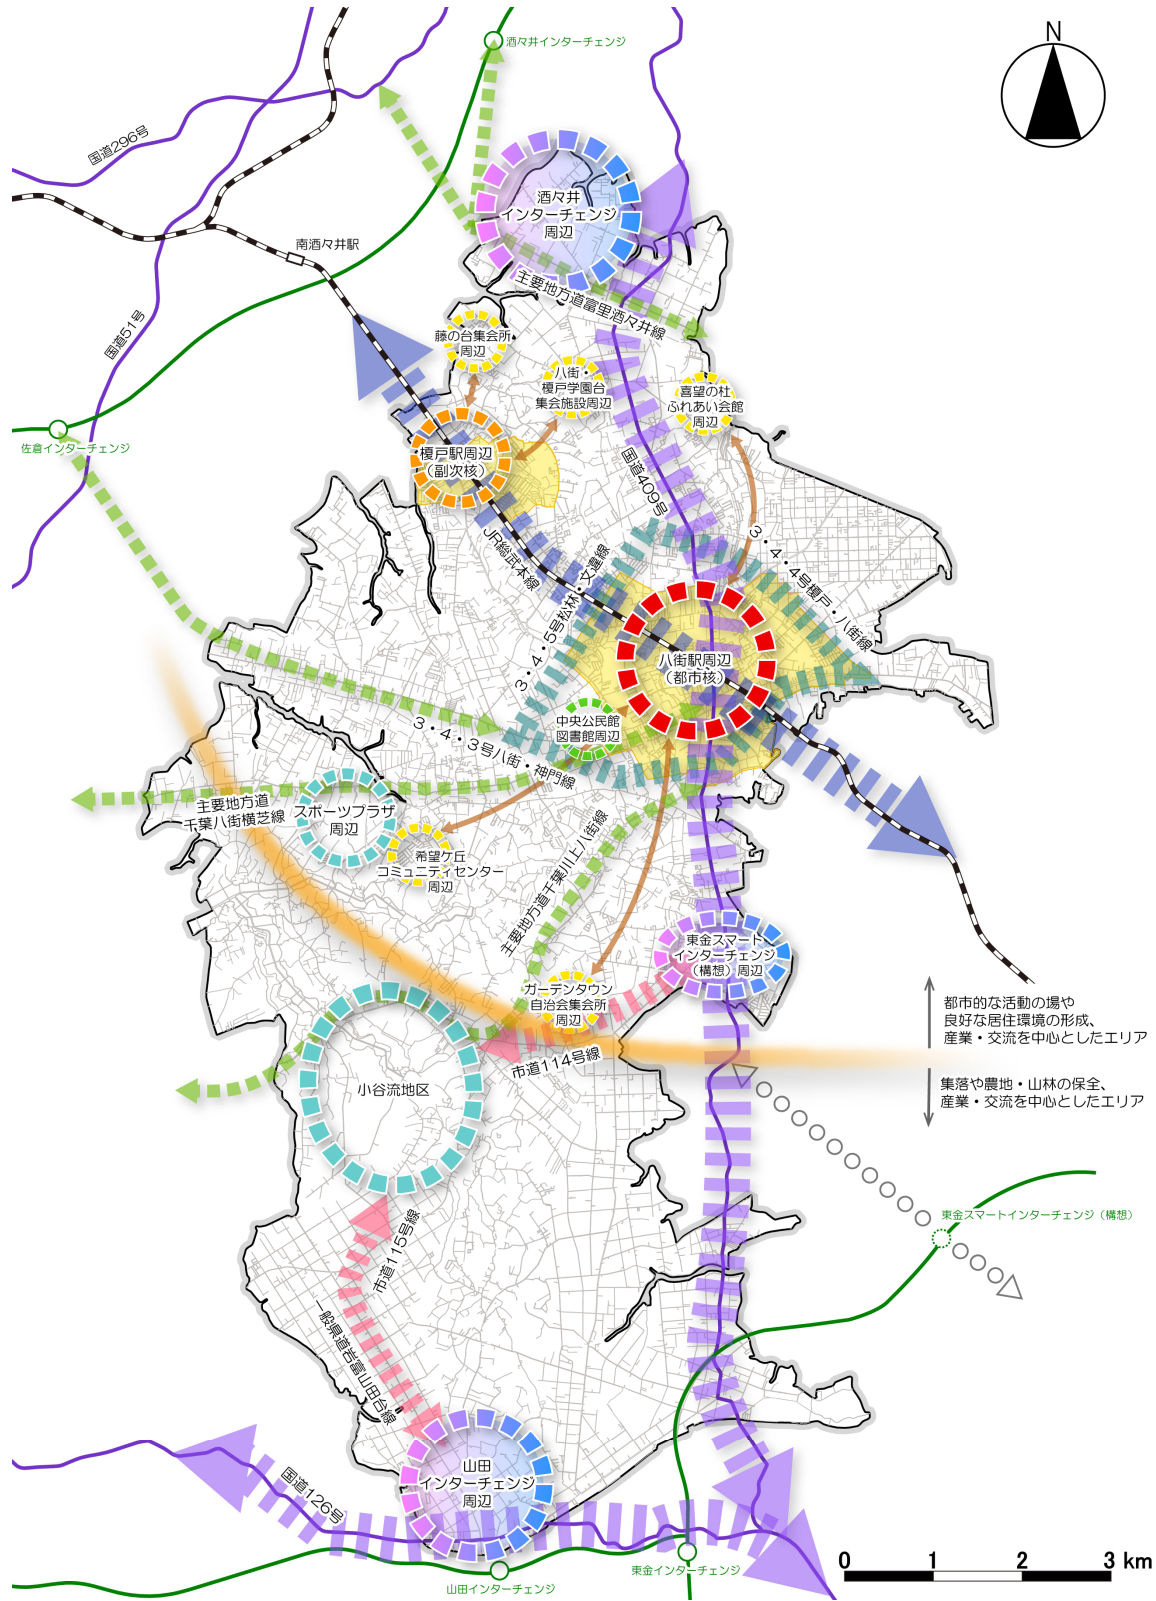 N
酒々井インターチェンジ
国道296号
酒々井
インターチェンジ
周辺
南酒々井駅
主要地方道富里酒々井線
国道51号
藤の台集会所
周辺
八街・
榎戸学園台
集会施設周辺
喜望の杜
ふれあい会館
周辺
佐倉インターチェンジ
榎戸駅周辺
（副次核）
国道409号
JR総武本線
3・4・5号松林・文違線
3・4・4号榎戸・八街線
八街駅周辺
（都市核）
中央公民館
図書館周辺
3・4・3号八街・神門線
主要地方道
千葉八街横芝線
スポーツプラザ
周辺
希望ケ丘
コミュニティセンター
周辺
主要地方道千葉川上八街線
東金スマート
インターチェンジ
（構想）周辺
ガーデンタウン
自治会集会所
周辺
都市的な活動の場や
良好な居住環境の形成、
産業・交流を中心としたエリア
市道114号線
小谷流地区
集落や農地・山林の保全、
産業・交流を中心としたエリア
東金スマートインターチェンジ（構想）
市道115号線
一般県道岩富山田台線
山田
インターチェンジ
周辺
国道126号
東金インターチェンジ
山田インターチェンジ
0 1 2 3 km